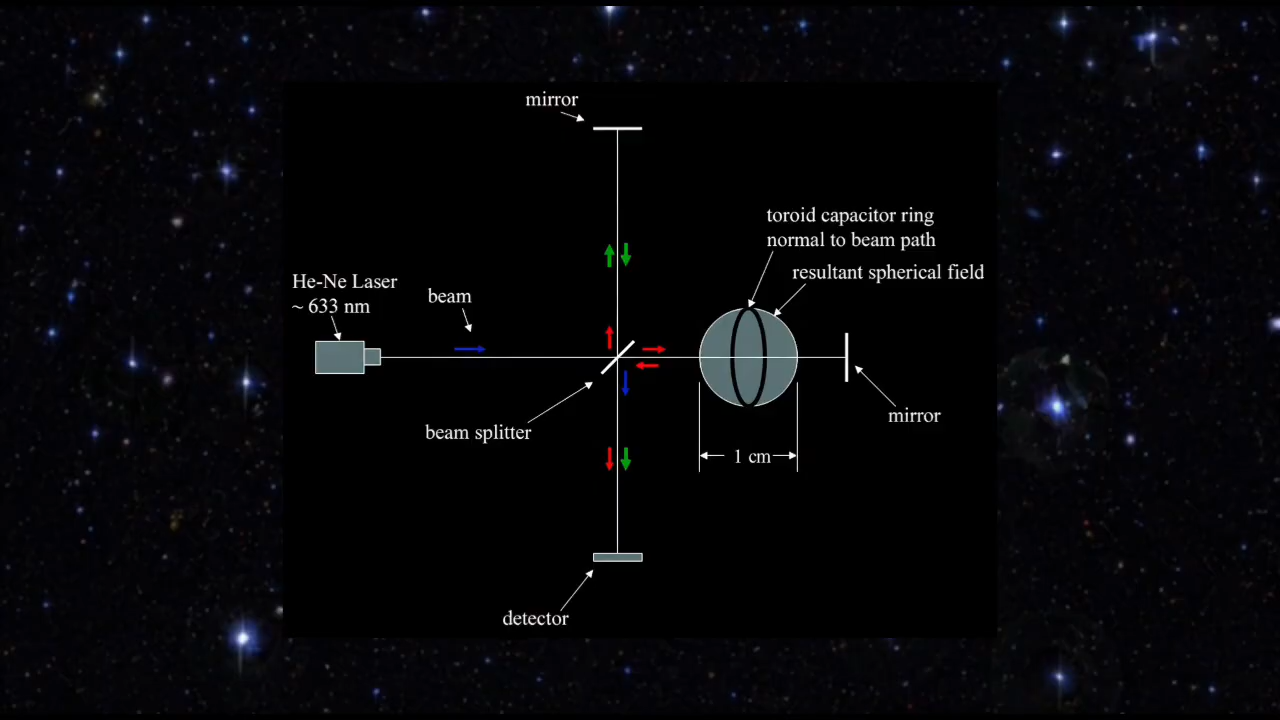 mirror
toroid capacitor ring
normal to beam path
resultant spherical field
He-Ne Laser
~ 633 nm
beam
mirror
beam splitter
1 cm
detector